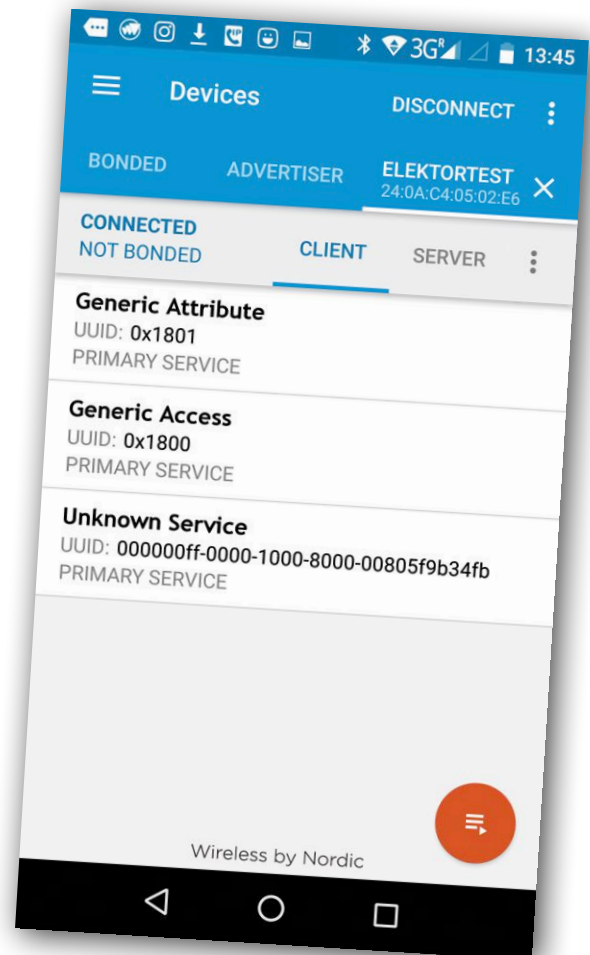 3G R 13:45
Devices DISCONNECT
BONDED ADVERTISER ELEKTORTEST
24:0A:C4:05:02:E6
CONNECTED
NOT BONDED CLIENT SERVER
Generic Attribute
UUID: 0x1801
PRIMARY SERVICE
Generic Access
UUID: 0x1800
PRIMARY SERVICE
Unknown Service
UUID: 000000ff-0000-1000-8000-00805f9b34fb
PRIMARY SERVICE
Wireless by Nordic